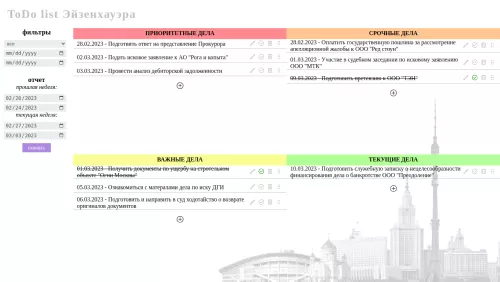 ToDo list Эйзенхауэра
фильтры
все
mm/dd/yyyy
mm/dd/yyyy
отчет
прошлая неделя:
02/20/2023
02/24/2023
текущая неделя:
02/27/2023
03/03/2023
скачать
ПРИОРИТЕТНЫЕ ДЕЛА
28.02.2023 - Подготовить ответ на представление Прокурора
02.03.2023 - Подать исковое заявление к АО "Рога и копыта"
03.03.2023 - Провести анализ дебиторской задолженности
СРОЧНЫЕ ДЕЛА
28.02.2023 - Оплатить государственную пошлина за рассмотрение
апелляционной жалобы к ООО "Ред стоун"
01.03.2023 - Участие в судебном заседании по исковому заявлению
ООО "МТК"
09.03.2023 - Подготовить претензию к ООО "ТЭН"
ВАЖНЫЕ ДЕЛА
01.03.2023 - Получить документы по ущербу на строительном
объекте "Огни Москвы"
05.03.2023 - Ознакомиться с материалами дела по иску ДГИ
06.03.2023 - Подготовить и направить в суд ходатайство о возврате
оригиналов документов
ТЕКУЩИЕ ДЕЛА
10.03.2023 - Подготовить служебную записку о нецелесообразности
финансирования дела о банкротстве ООО "Преодоление"